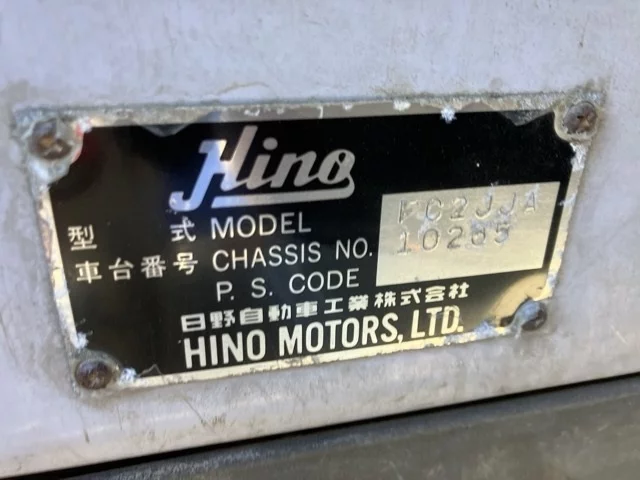 Hino
型 式 MODEL FC2JJA
車台番号 CHASSIS NO. 10265
P. S. CODE
日野自動車工業株式会社
HINO MOTORS, LTD.